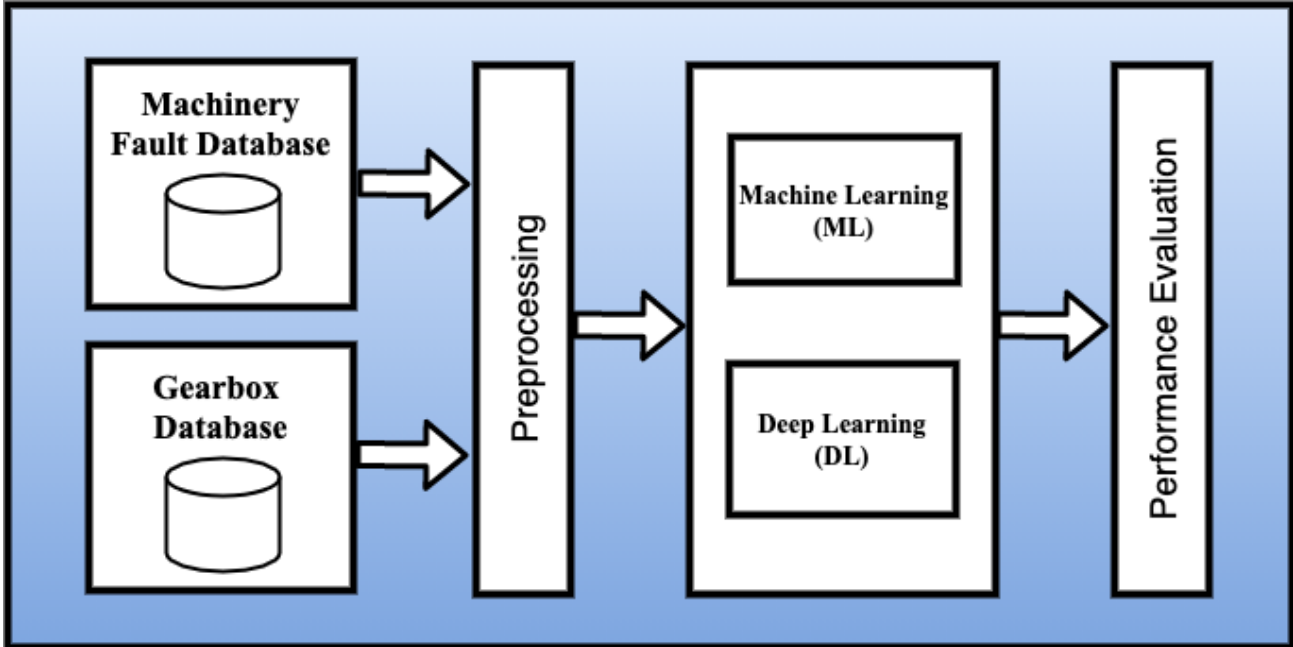 Machinery
Fault Database
Gearbox
Database
Preprocessing
Machine Learning
(ML)
Deep Learning
(DL)
Performance Evaluation